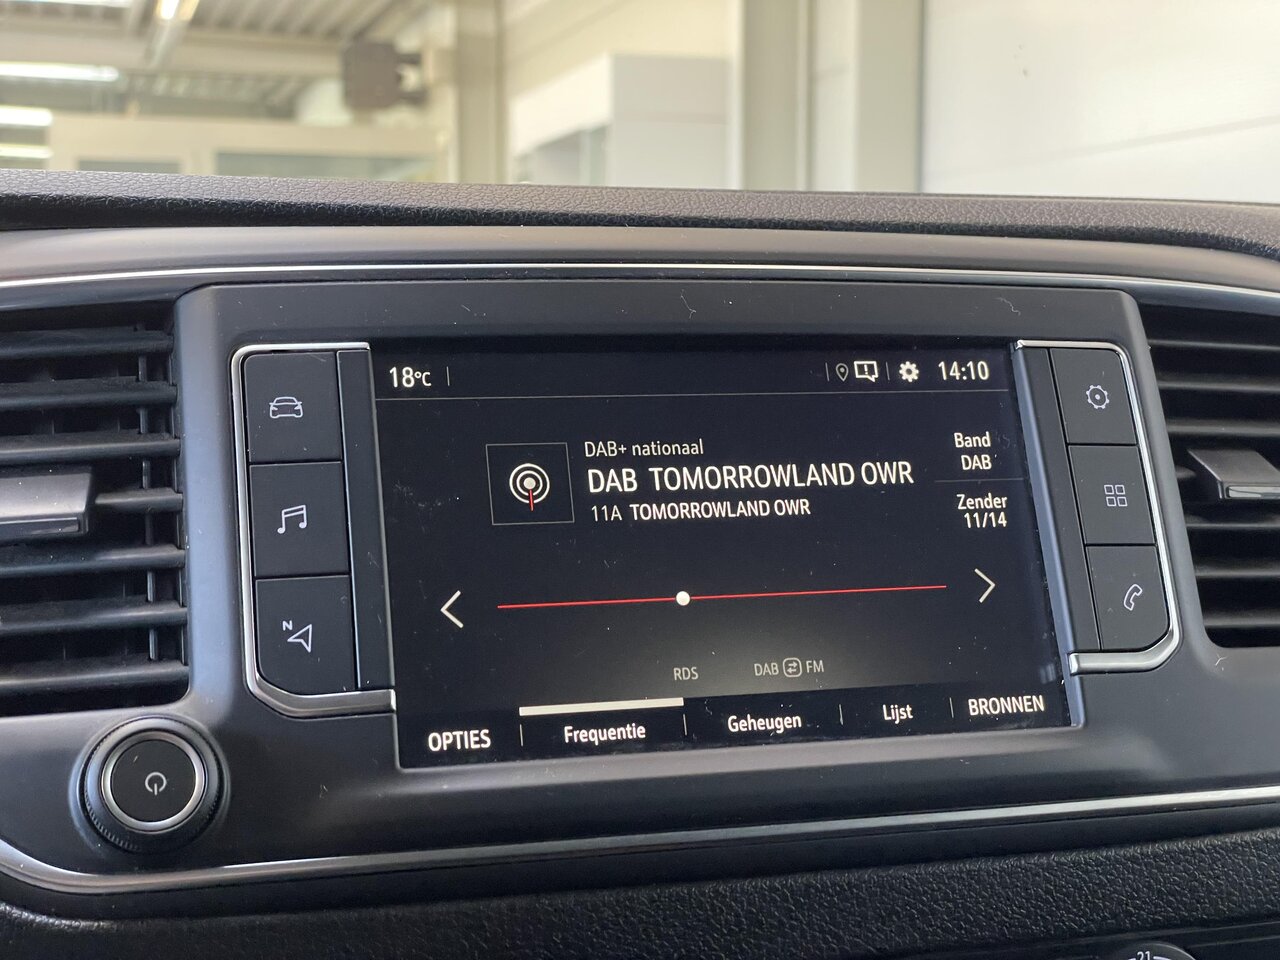 18°C
14:10
DAB+ nationaal
DAB TOMORROWLAND OWR
11A TOMORROWLAND OWR
Band
DAB
Zender
11/14
N
RDS
DAB FM
OPTIES
Frequentie
Geheugen
Lijst
BRONNEN
21